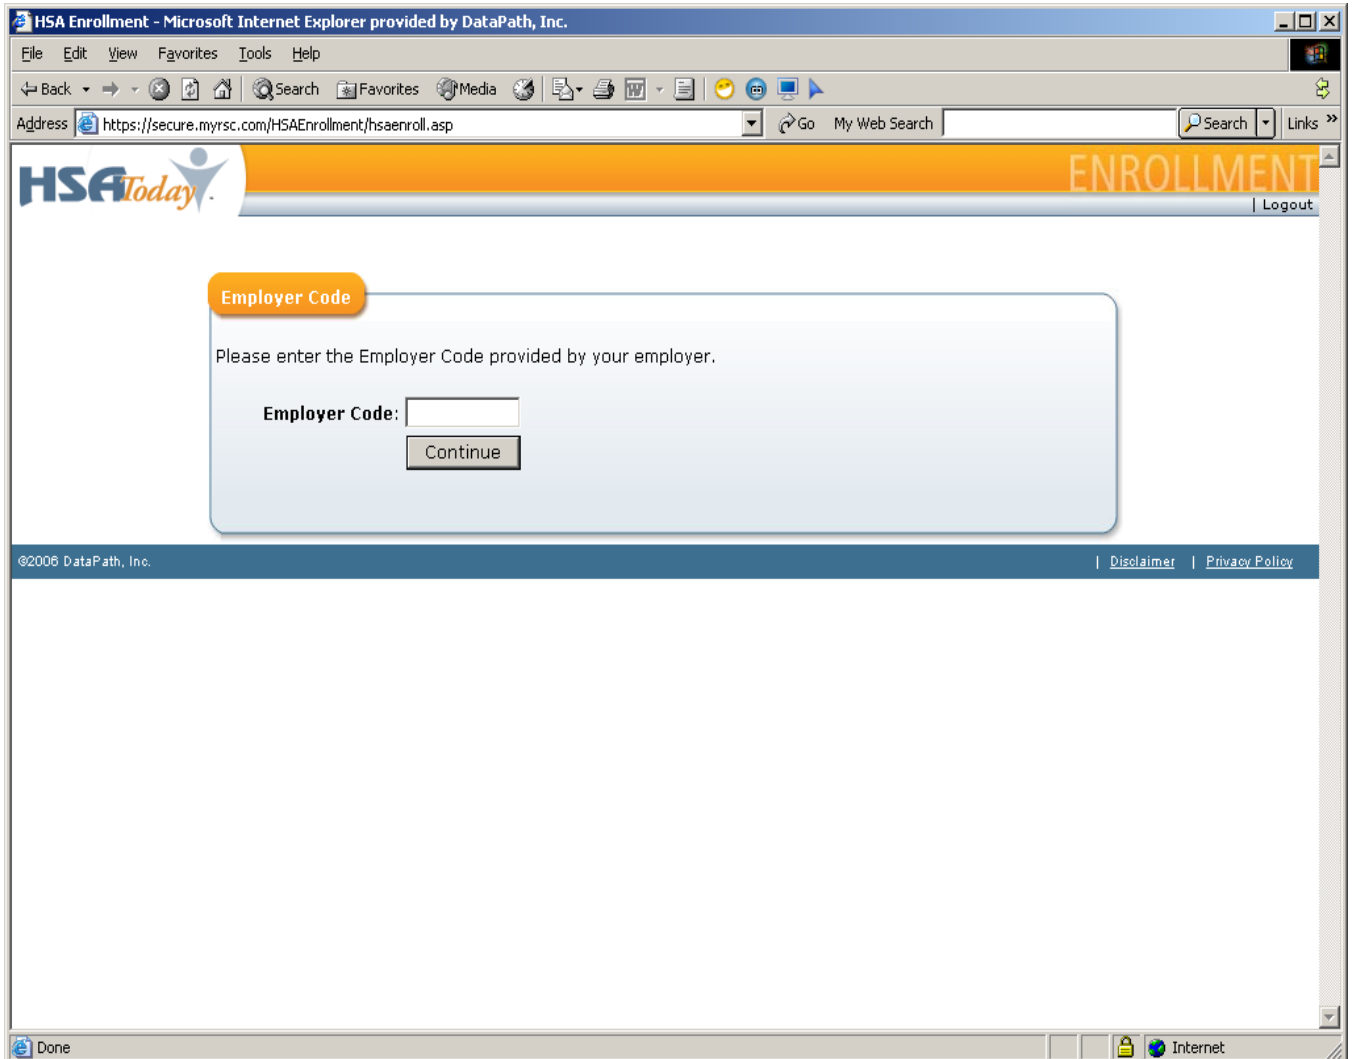 HSA Enrollment - Microsoft Internet Explorer provided by DataPath, Inc.
File Edit View Favorites Tools Help
Back Search Favorites Media
Address https://secure.myrsc.com/HSAEnrollment/hsaenroll.asp Go My Web Search Search Links »
HSAToday
ENROLLMENT
| Logout
Employer Code
Please enter the Employer Code provided by your employer.
Employer Code:
Continue
©2006 DataPath, Inc. | Disclaimer | Privacy Policy
Done Internet